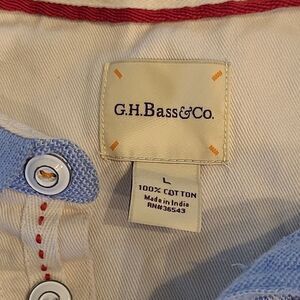 G.H.Bass&Co.
L
100% COTTON
Made in India
RN#36543